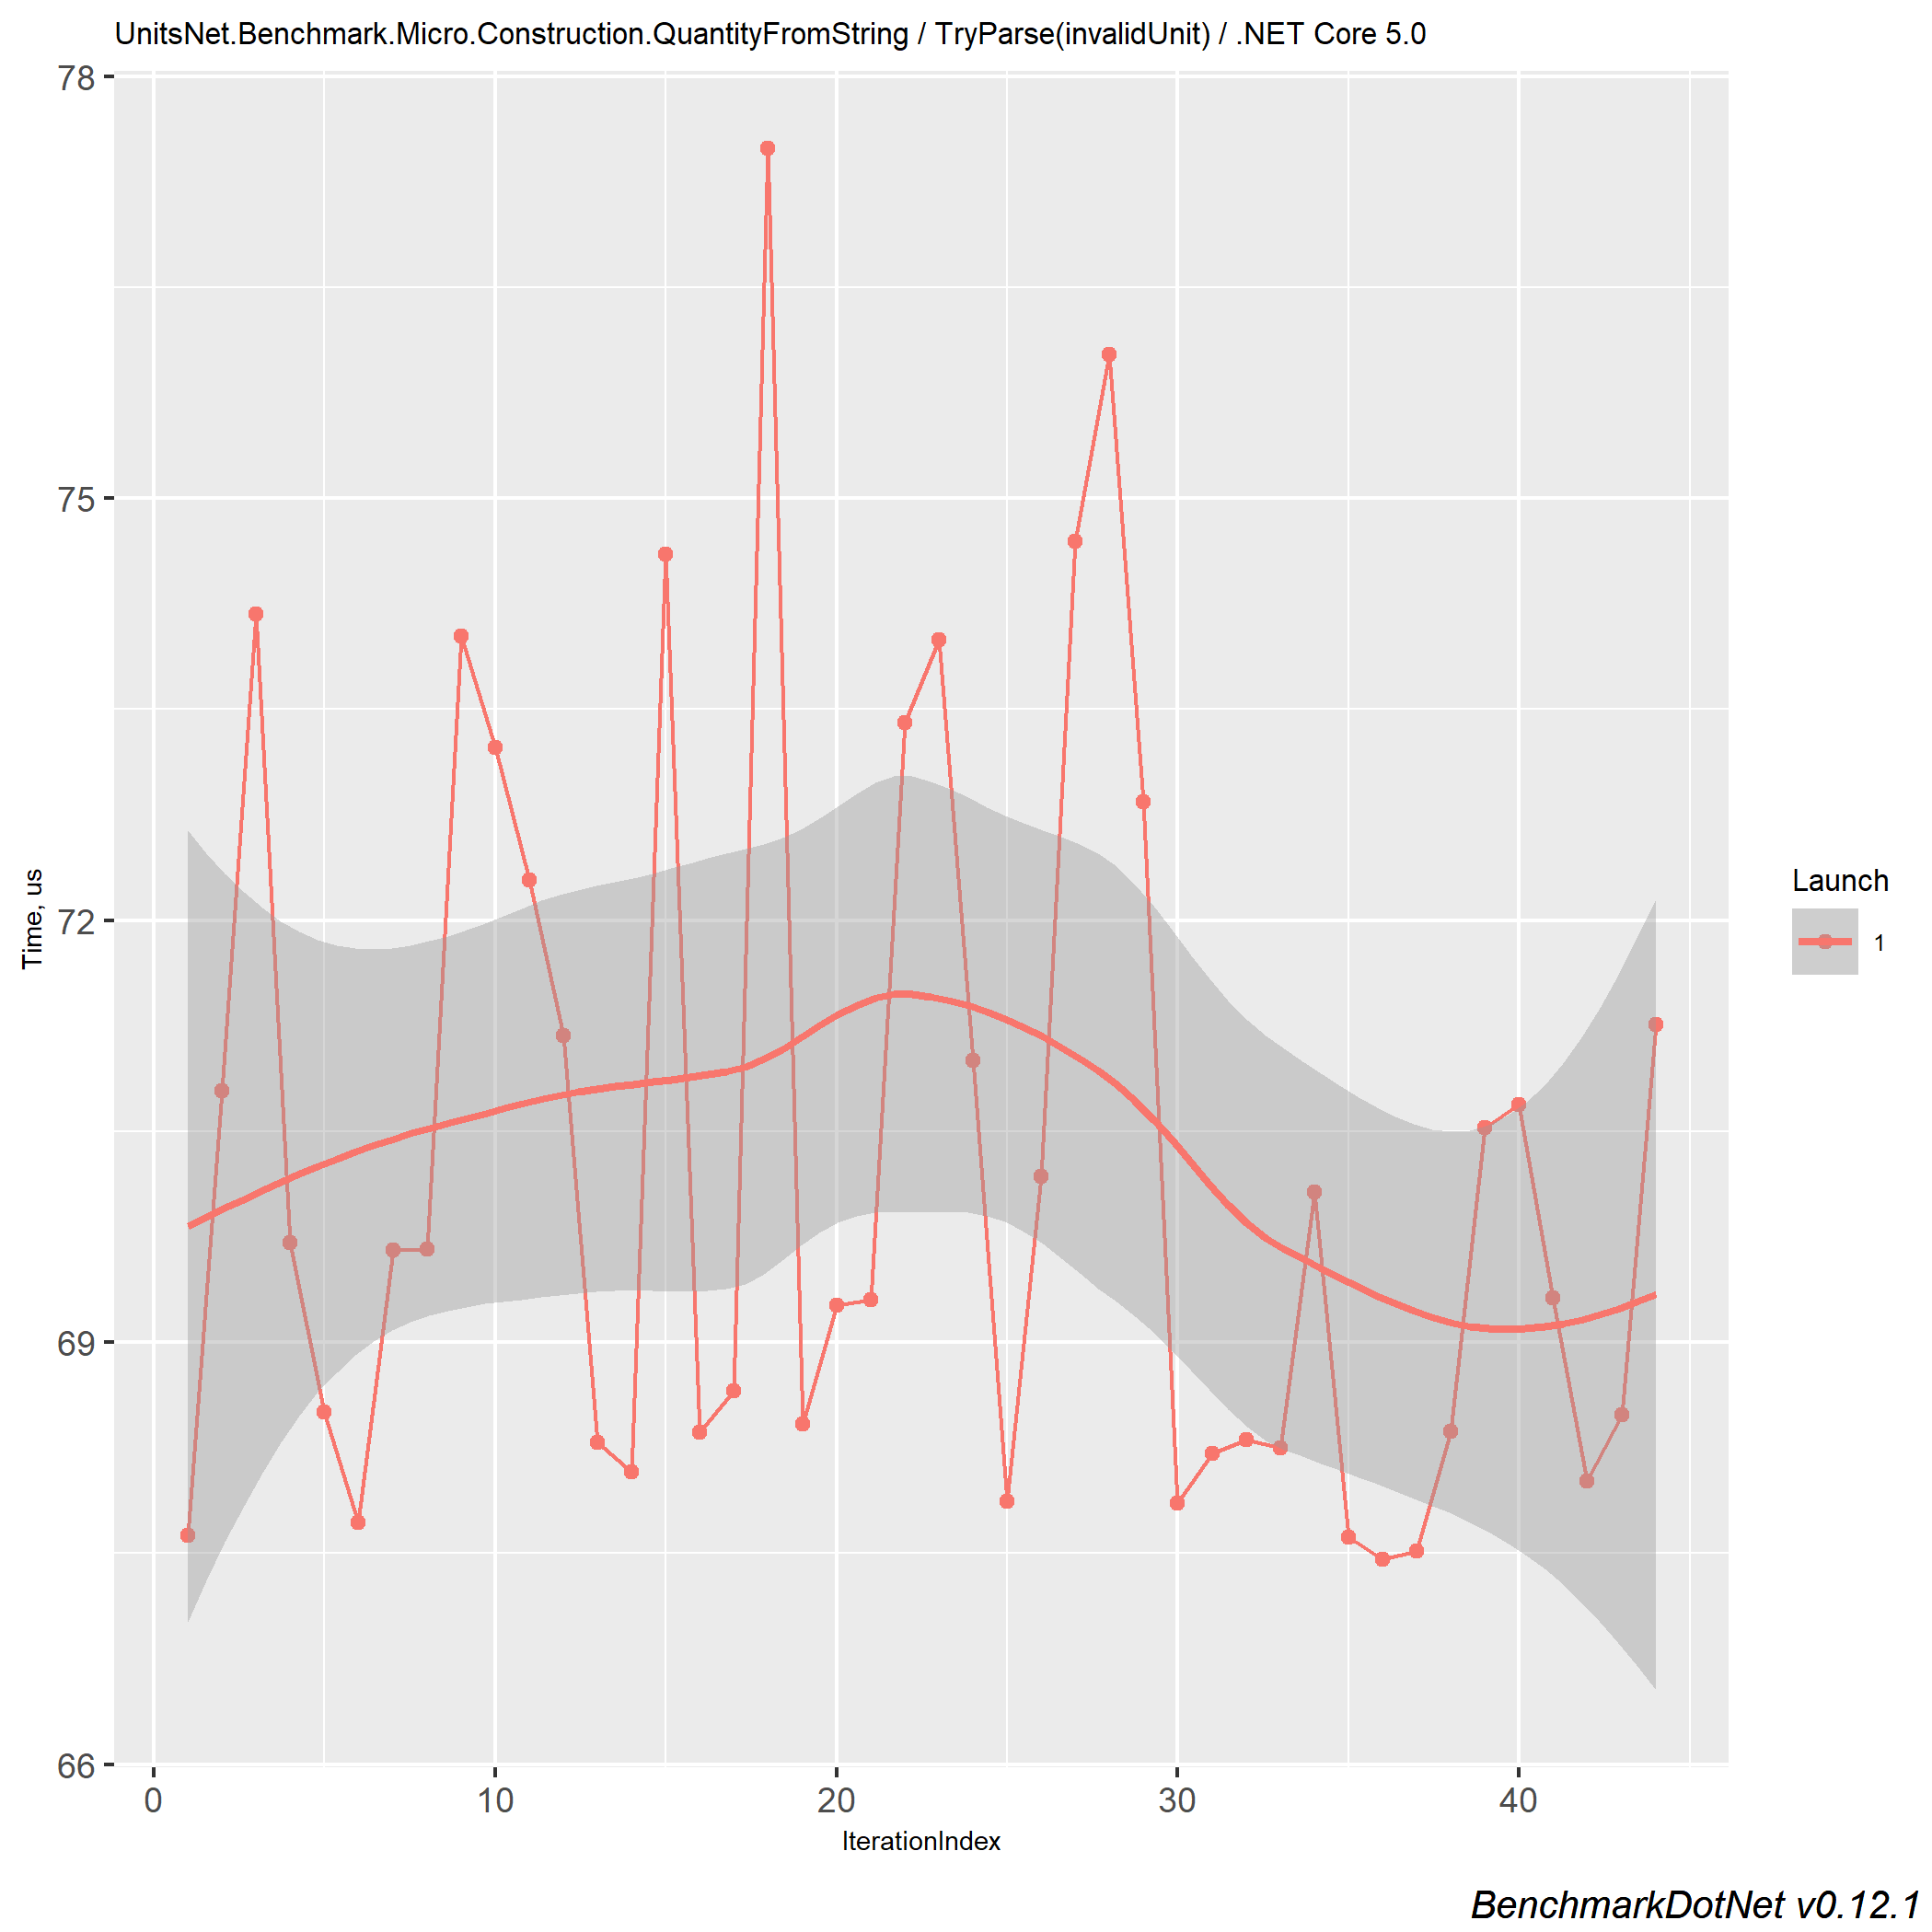 UnitsNet.Benchmark.Micro.Construction.QuantityFromString / TryParse(invalidUnit) / .NET Core 5.0
78
75
72
69
66
Time, us
0 10 20 30 40
IterationIndex
Launch
1
BenchmarkDotNet v0.12.1